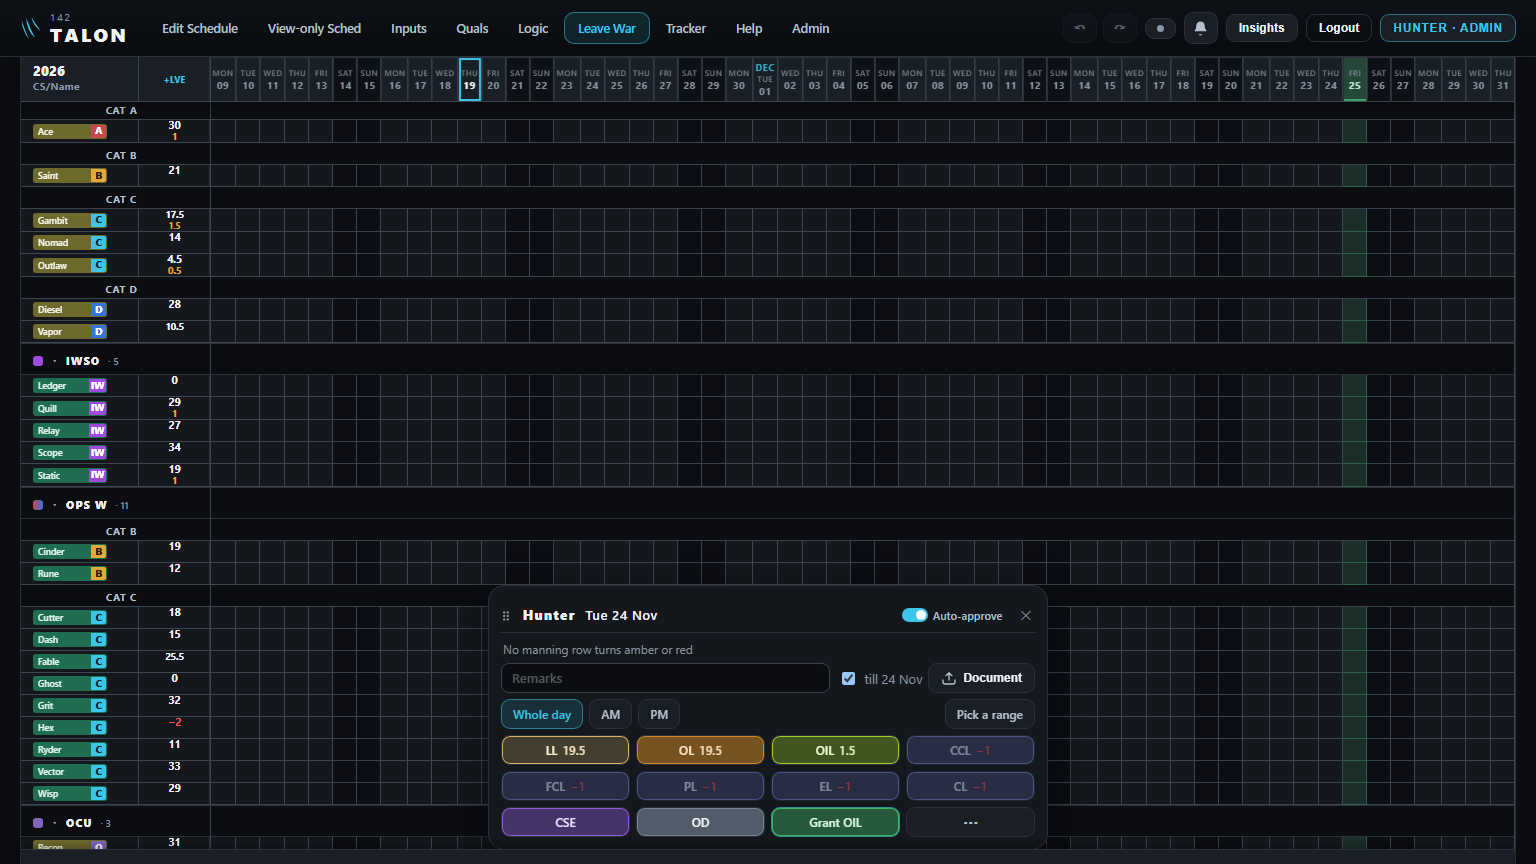 142
TALON
Edit Schedule View-only Sched Inputs Quals Logic Leave War Tracker Help Admin Insights Logout HUNTER · ADMIN
2026
CS/Name
+LVE
MON TUE WED THU FRI SAT SUN MON TUE WED THU FRI SAT SUN MON TUE WED THU FRI SAT SUN MON DEC TUE WED THU FRI SAT SUN MON TUE WED THU FRI SAT SUN MON TUE WED THU FRI SAT SUN MON TUE WED THU FRI SAT SUN MON TUE WED THU
09 10 11 12 13 14 15 16 17 18 19 20 21 22 23 24 25 26 27 28 29 30 01 02 03 04 05 06 07 08 09 10 11 12 13 14 15 16 17 18 19 20 21 22 23 24 25 26 27 28 29 30 31
CAT A
Ace A 30
1
CAT B
Saint B 21
CAT C
Gambit C 17.5
1.5
Nomad C 14
Outlaw C 4.5
0.5
CAT D
Diesel D 28
Vapor D 10.5
· IWSO · 5
Ledger IW 0
Quill IW 29
1
Relay IW 27
Scope IW 34
Static IW 19
1
· OPS W · 11
CAT B
Cinder B 19
Rune B 12
CAT C
Cutter C 18
Dash C 15
Fable C 25.5
Ghost C 0
Grit C 32
Hex C −2
Ryder C 11
Vector C 33
Wisp C 29
· OCU · 3
Recon O 31
Hunter Tue 24 Nov Auto-approve
No manning row turns amber or red
Remarks till 24 Nov Document
Whole day AM PM Pick a range
LL 19.5 OL 19.5 OIL 1.5 CCL −1
FCL −1 PL −1 EL −1 CL −1
CSE OD Grant OIL ---